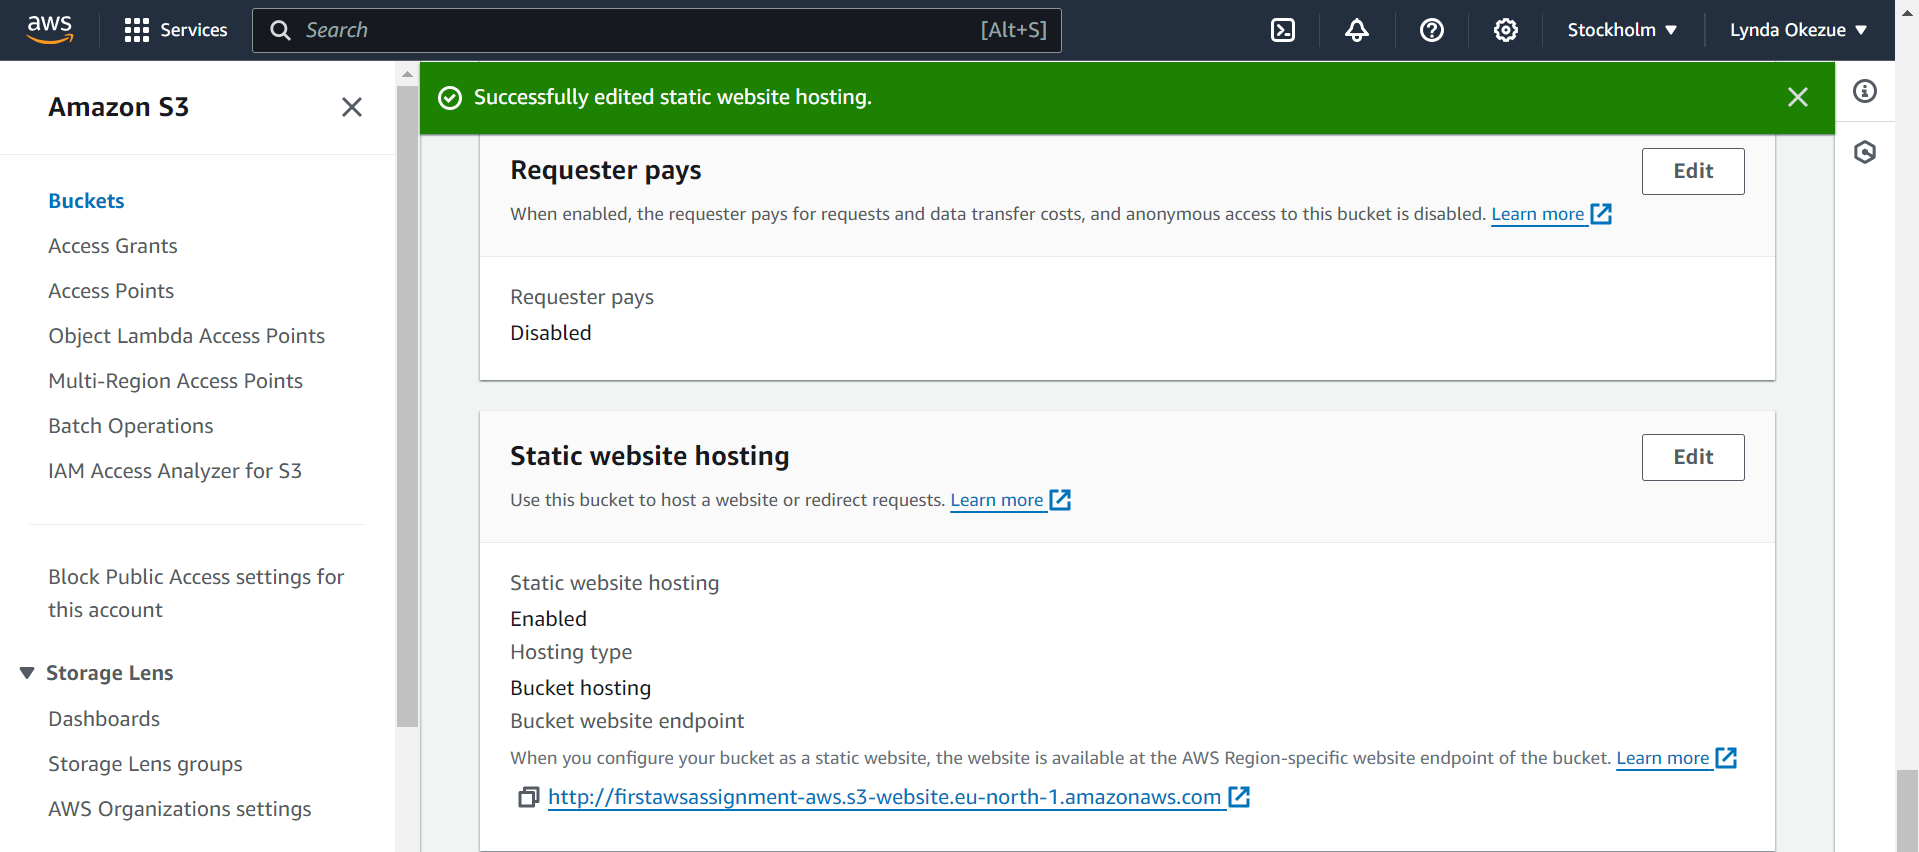 aws
Services
Search
[Alt+S]
Stockholm
Lynda Okezue
Amazon S3
Buckets
Access Grants
Access Points
Object Lambda Access Points
Multi-Region Access Points
Batch Operations
IAM Access Analyzer for S3
Block Public Access settings for
this account
Storage Lens
Dashboards
Storage Lens groups
AWS Organizations settings
Successfully edited static website hosting.
Requester pays
Edit
When enabled, the requester pays for requests and data transfer costs, and anonymous access to this bucket is disabled. Learn more
Requester pays
Disabled
Static website hosting
Edit
Use this bucket to host a website or redirect requests. Learn more
Static website hosting
Enabled
Hosting type
Bucket hosting
Bucket website endpoint
When you configure your bucket as a static website, the website is available at the AWS Region-specific website endpoint of the bucket. Learn more
http://firstawsassignment-aws.s3-website.eu-north-1.amazonaws.com